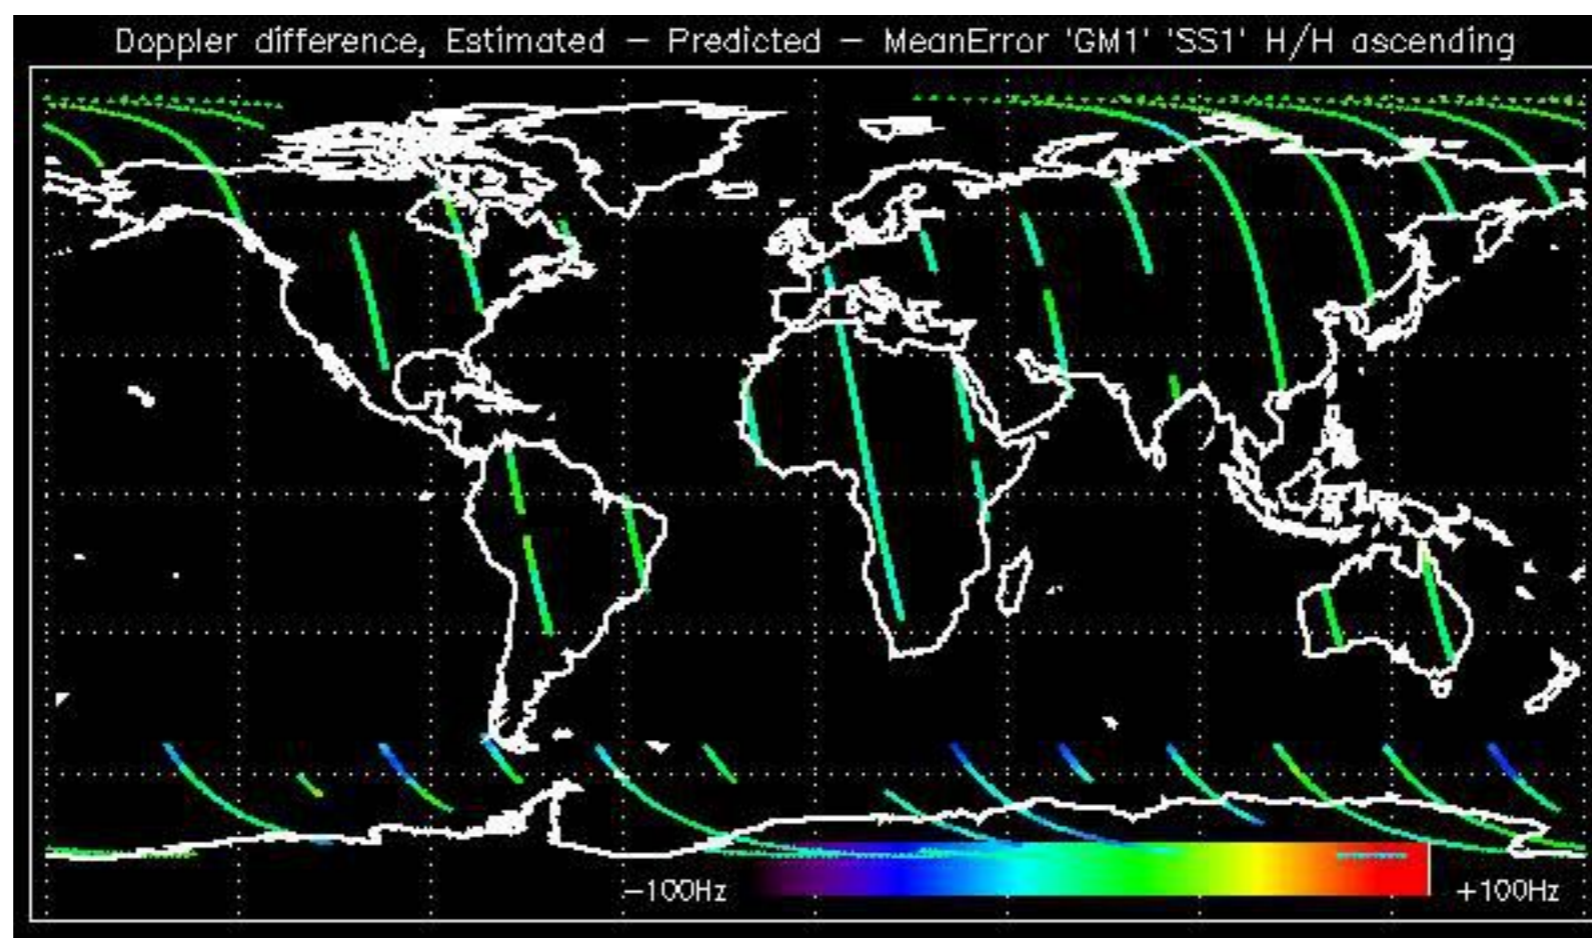 Doppler difference, Estimated — Predicted — MeanError 'GM1' 'SS1' H/H ascending
−100Hz +100Hz